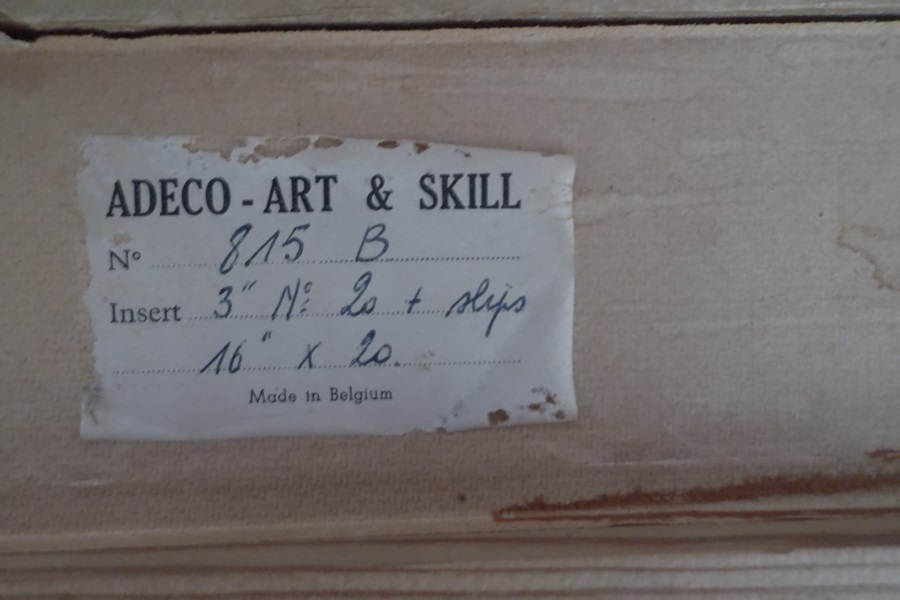 ADECO - ART & SKILL
N° 815 B
Insert 3" N° 20 + slips
16" x 20.
Made in Belgium